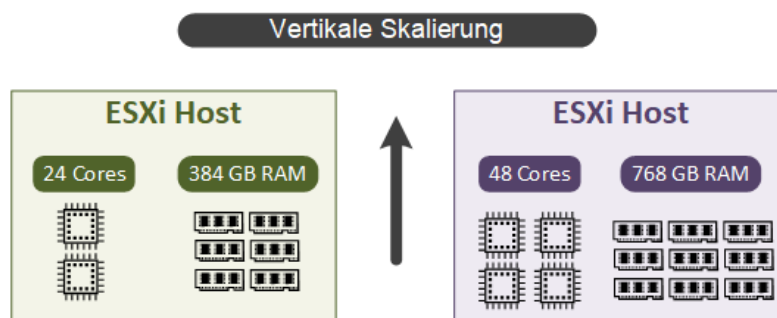 Vertikale Skalierung
ESXi Host
24 Cores
384 GB RAM
ESXi Host
48 Cores
768 GB RAM